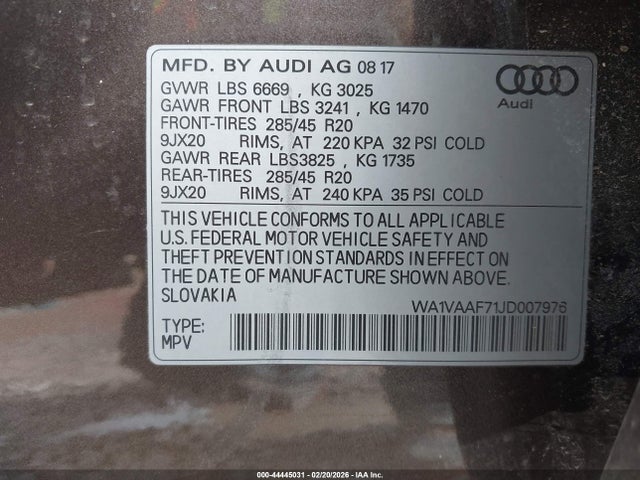 MFD. BY AUDI AG 08 17
GVWR LBS 6669 , KG 3025
GAWR FRONT LBS 3241 , KG 1470
FRONT-TIRES 285/45 R20
9JX20 RIMS, AT 220 KPA 32 PSI COLD
GAWR REAR LBS3825 , KG 1735
REAR-TIRES 285/45 R20
9JX20 RIMS, AT 240 KPA 35 PSI COLD
Audi
THIS VEHICLE CONFORMS TO ALL APPLICABLE
U.S. FEDERAL MOTOR VEHICLE SAFETY AND
THEFT PREVENTION STANDARDS IN EFFECT ON
THE DATE OF MANUFACTURE SHOWN ABOVE.
SLOVAKIA
WA1VAAF71JD007976
TYPE:
MPV
000-44445031 - 02/20/2026 - IAA Inc.